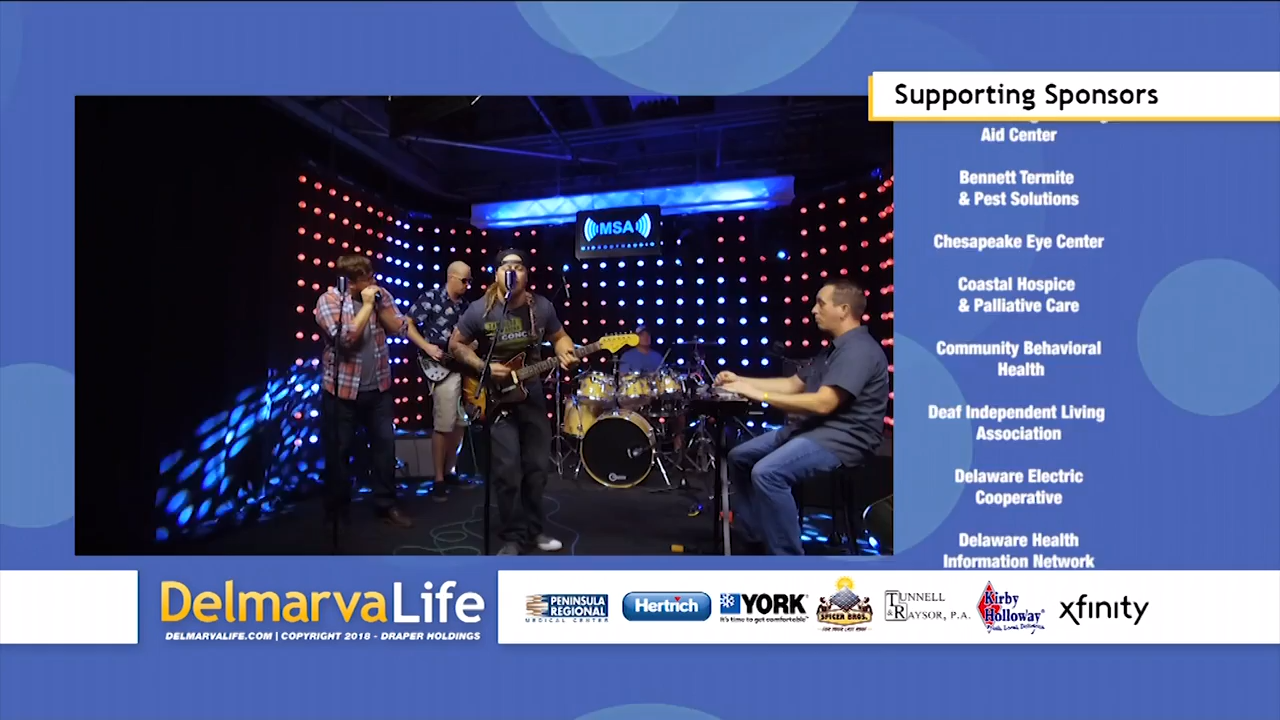 Supporting Sponsors
Aid Center
Bennett Termite
& Pest Solutions
Chesapeake Eye Center
Coastal Hospice
& Palliative Care
Community Behavioral
Health
Deaf Independent Living
Association
Delaware Electric
Cooperative
Delaware Health
Information Network
MSA
DelmarvaLife
DELMARVALIFE.COM | COPYRIGHT 2018 - DRAPER HOLDINGS
PENINSULA
REGIONAL
MEDICAL CENTER
Hertrich
YORK
It's time to get comfortable
SPICER BROS.
TUNNELL
& RAYSOR, P.A.
Kirby
&
Holloway
xfinity